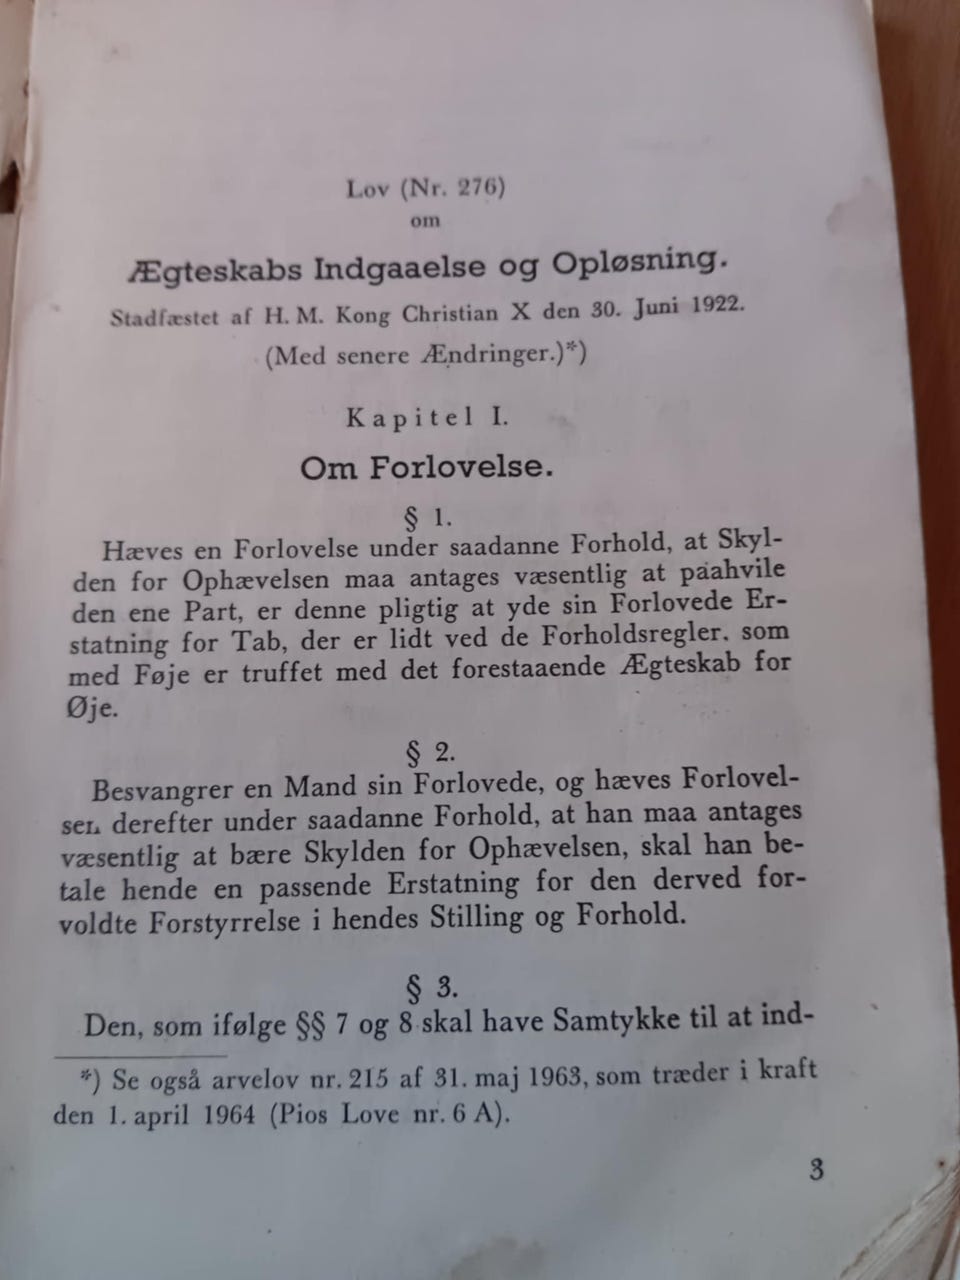 Lov (Nr. 276)
om
Ægteskabs Indgaaelse og Opløsning.
Stadfæstet af H. M. Kong Christian X den 30. Juni 1922.
(Med senere Ændringer.)*)
Kapitel I.
Om Forlovelse.
§ 1.
Hæves en Forlovelse under saadanne Forhold, at Skyl-
den for Ophævelsen maa antages væsentlig at paahvile
den ene Part, er denne pligtig at yde sin Forlovede Er-
statning for Tab, der er lidt ved de Forholdsregler. som
med Føje er truffet med det forestaaende Ægteskab for
Øje.
§ 2.
Besvangrer en Mand sin Forlovede, og hæves Forlovel-
sen derefter under saadanne Forhold, at han maa antages
væsentlig at bære Skylden for Ophævelsen, skal han be-
tale hende en passende Erstatning for den derved for-
voldte Forstyrrelse i hendes Stilling og Forhold.
§ 3.
Den, som ifølge §§ 7 og 8 skal have Samtykke til at ind-
*) Se også arvelov nr. 215 af 31. maj 1963, som træder i kraft
den 1. april 1964 (Pios Love nr. 6 A).
3